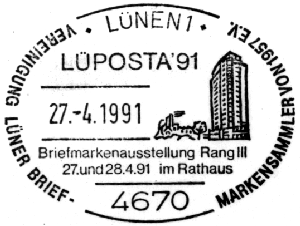 LÜNEN 1
VEREINIGUNG LÜNER BRIEF-MARKENSAMMLER VON 1957 E.V.
LÜPOSTA'91
27.-4.1991
Briefmarkenausstellung Rang III
27.und 28.4.91 im Rathaus
4670